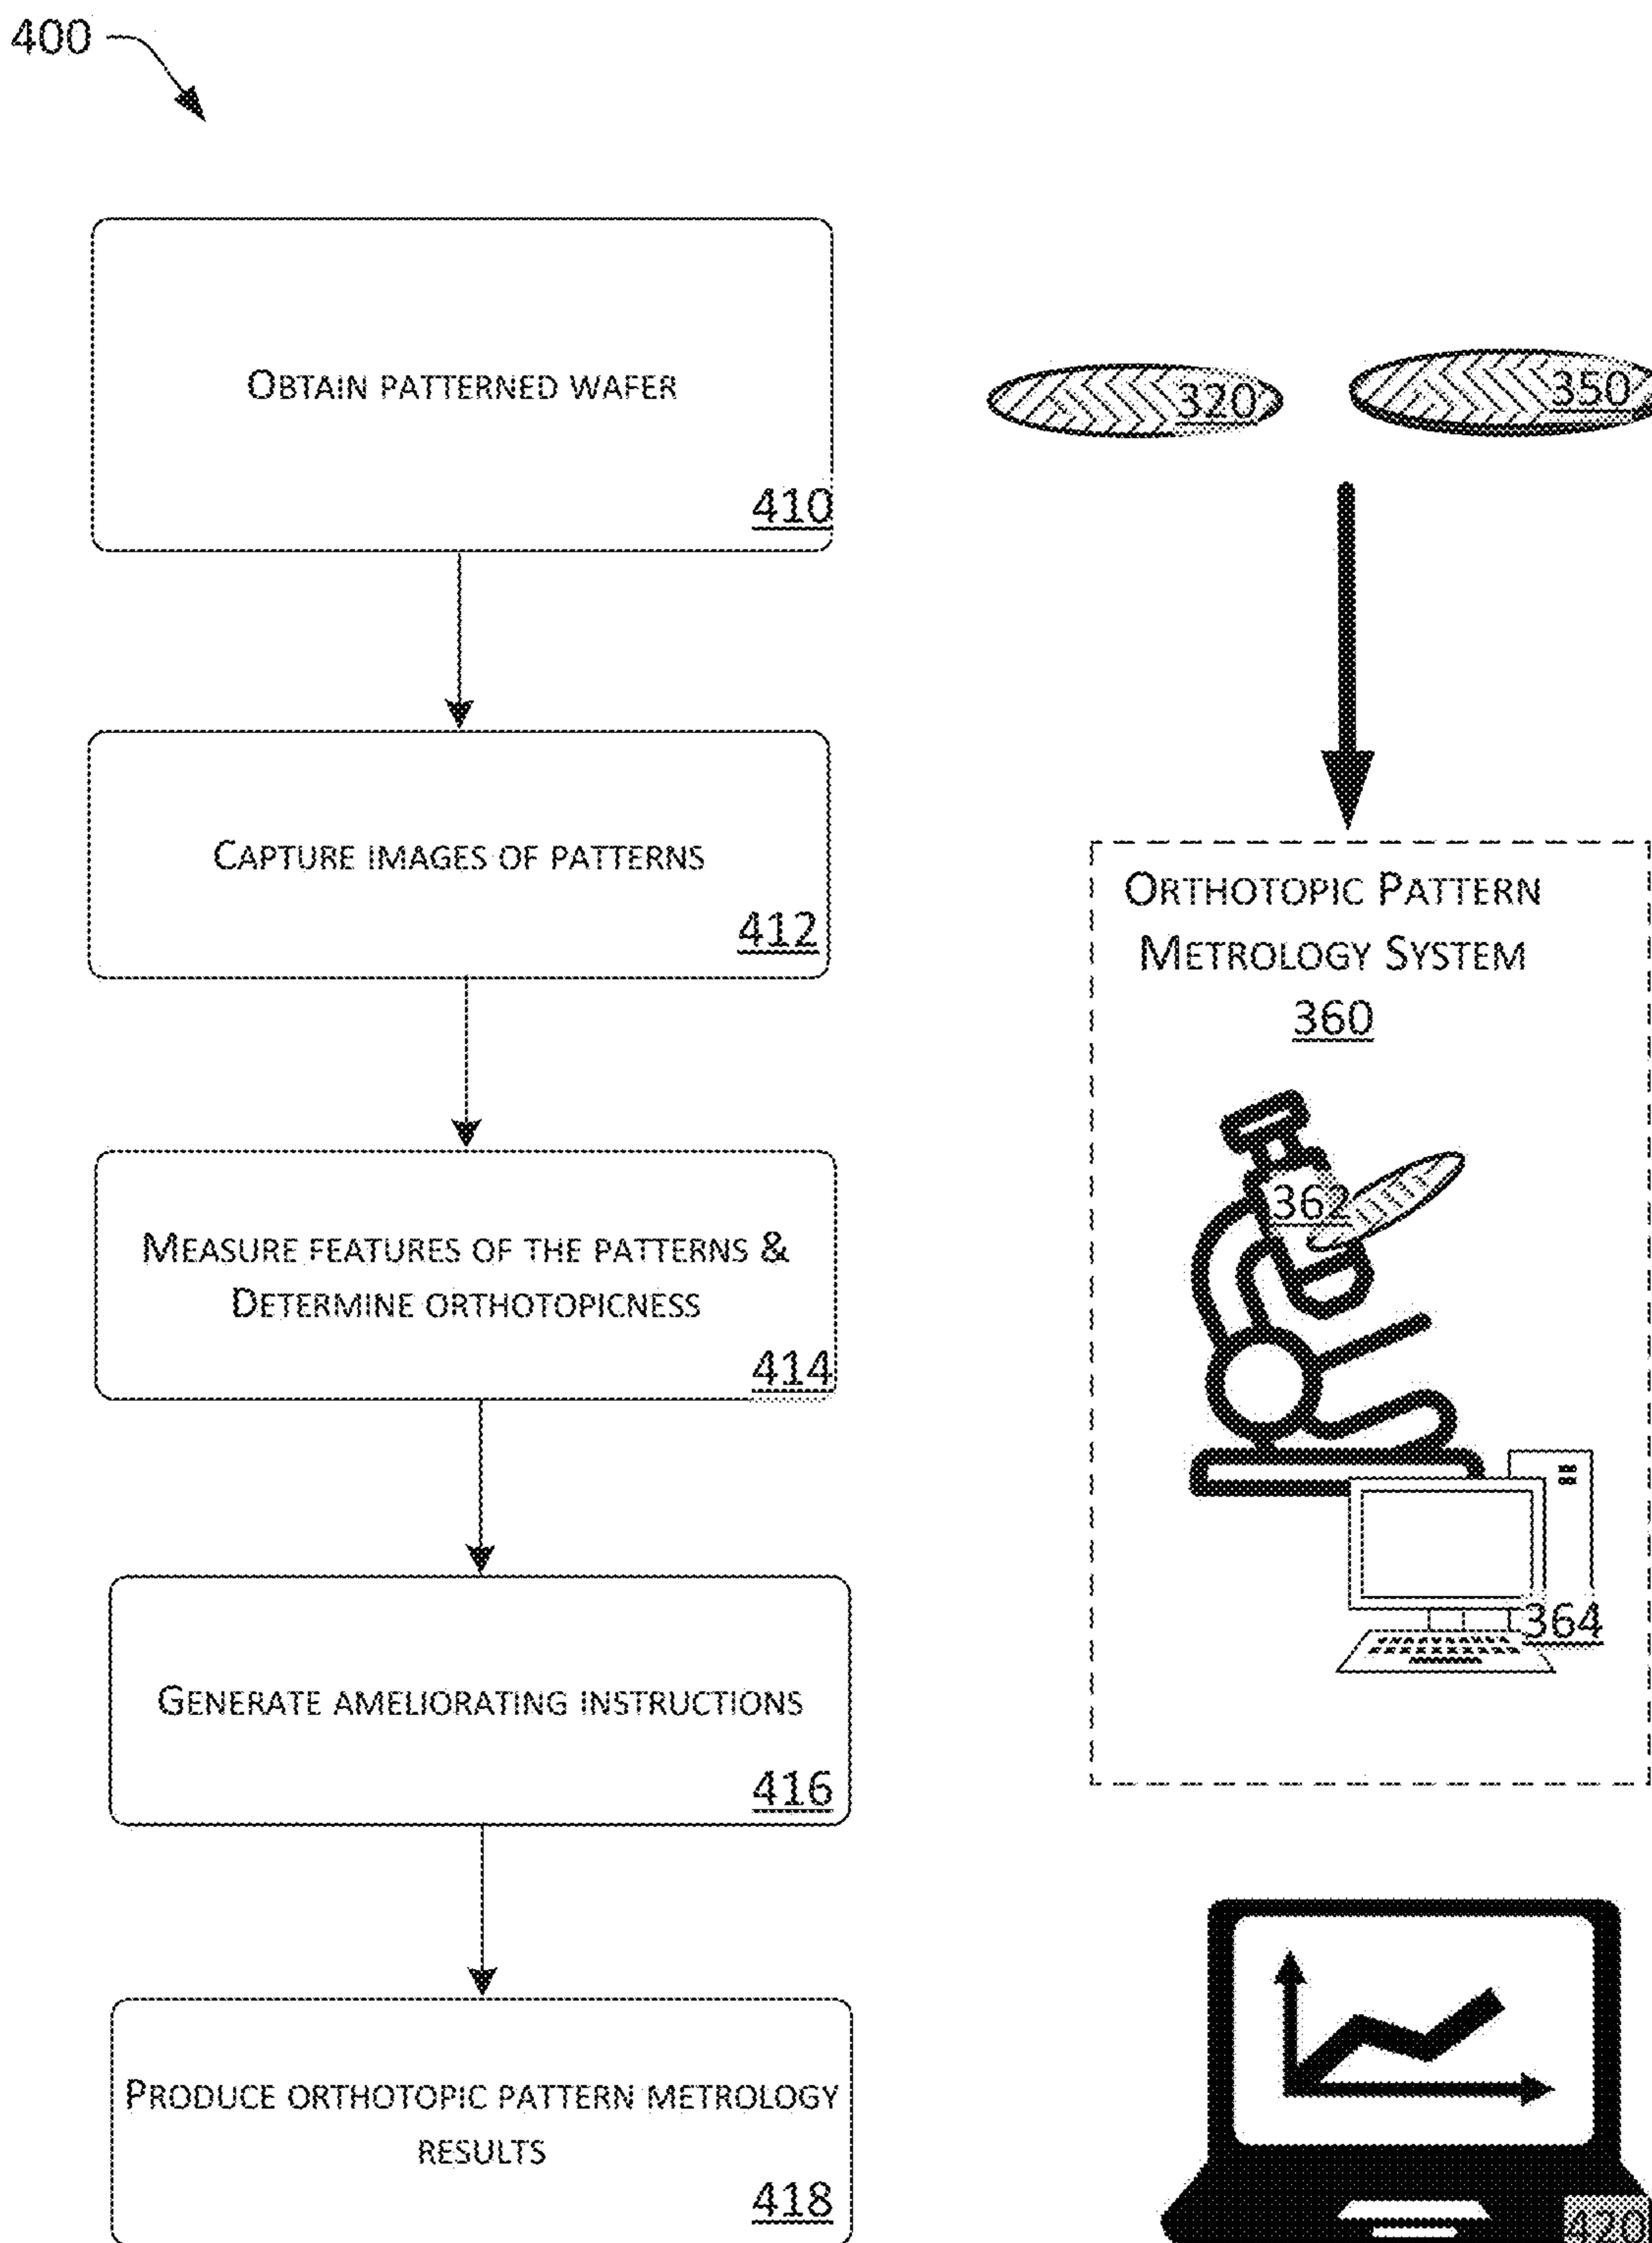 400
OBTAIN PATTERNED WAFER
410
320
350
CAPTURE IMAGES OF PATTERNS
412
ORTHOTOPIC PATTERN
METROLOGY SYSTEM
360
362
MEASURE FEATURES OF THE PATTERNS &
DETERMINE ORTHOTOPICNESS
414
364
GENERATE AMELIORATING INSTRUCTIONS
416
PRODUCE ORTHOTOPIC PATTERN METROLOGY
RESULTS
418
420